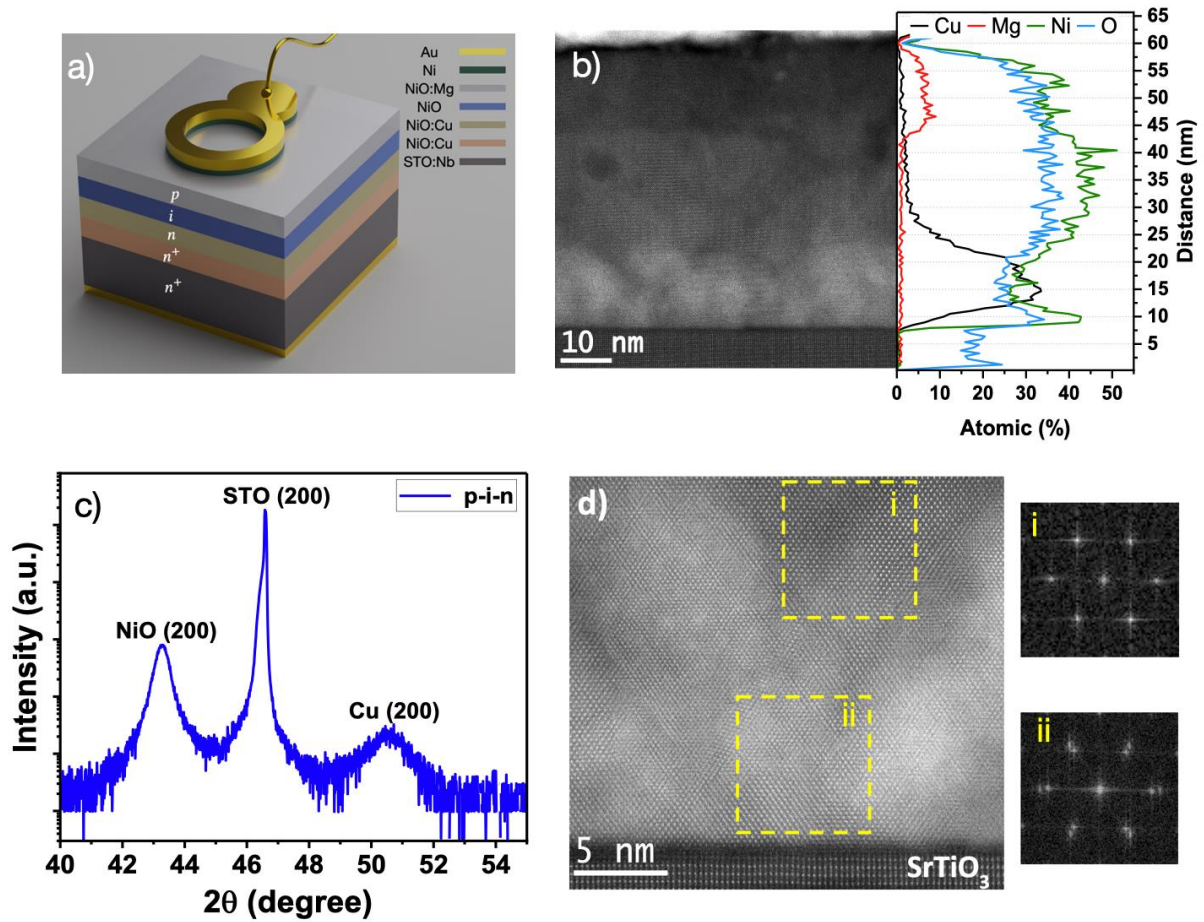 a)
Au
Ni
NiO:Mg
NiO
NiO:Cu
NiO:Cu
STO:Nb
p
i
n
n⁺
n⁺
b)
10 nm
Cu Mg Ni O
65
60
55
50
45
40
35
30
25
20
15
10
5
Distance (nm)
0 10 20 30 40 50
Atomic (%)
c)
p-i-n
STO (200)
NiO (200)
Cu (200)
Intensity (a.u.)
40 42 44 46 48 50 52 54
2θ (degree)
d)
i
ii
5 nm
SrTiO₃
i
ii